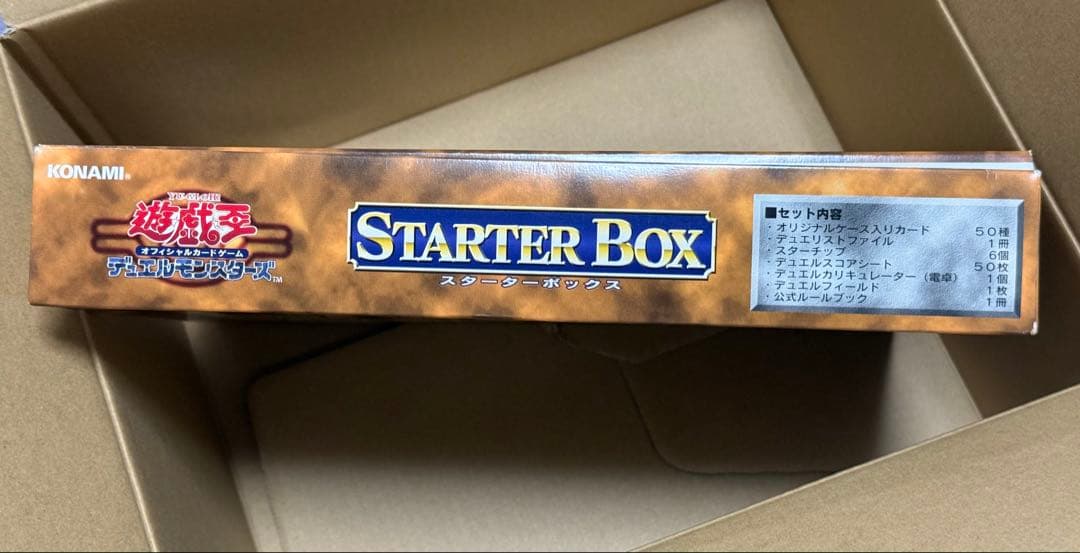 KONAMI®
YU-GI-OH!
遊戯王
オフィシャルカードゲーム
デュエルモンスターズ™
STARTER BOX
スターターボックス
■セット内容
・オリジナルケース入りカード 50種
・デュエリストファイル 1冊
・スターチップ 6個
・デュエルスコアシート 50枚
・デュエルカリキュレーター（電卓） 1個
・デュエルフィールド 1枚
・公式ルールブック 1冊